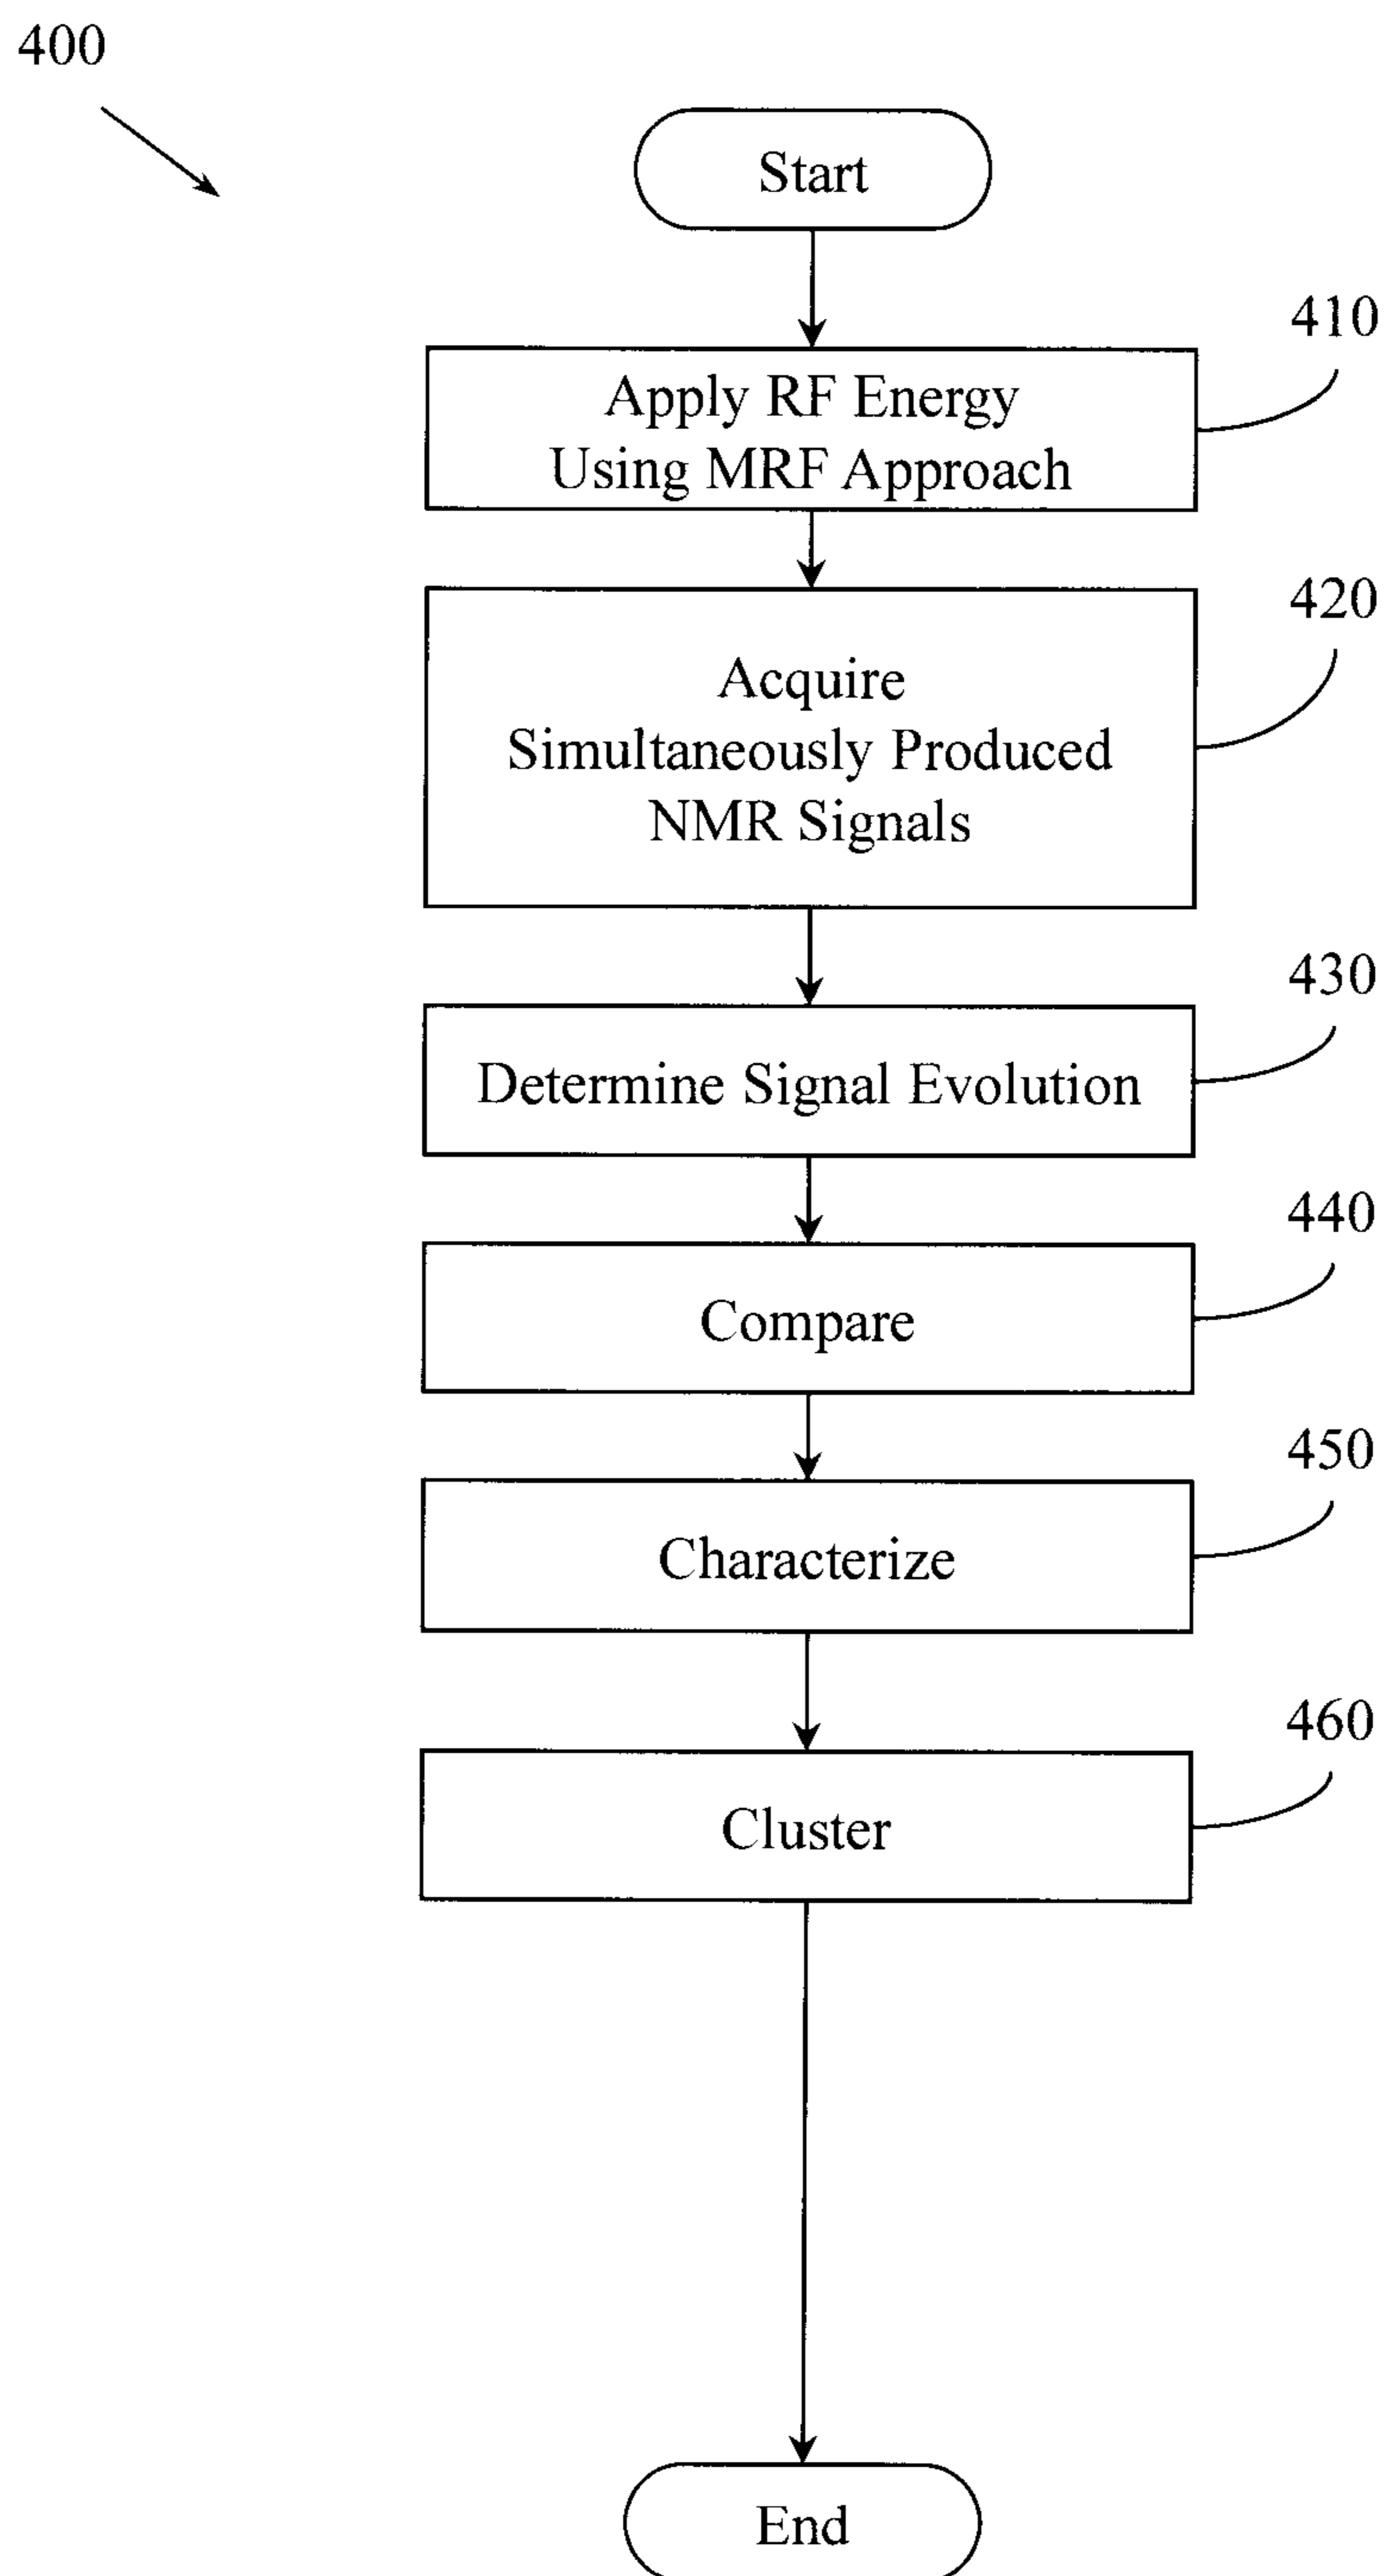 400
Start
410
Apply RF Energy
Using MRF Approach
420
Acquire
Simultaneously Produced
NMR Signals
430
Determine Signal Evolution
440
Compare
450
Characterize
460
Cluster
End